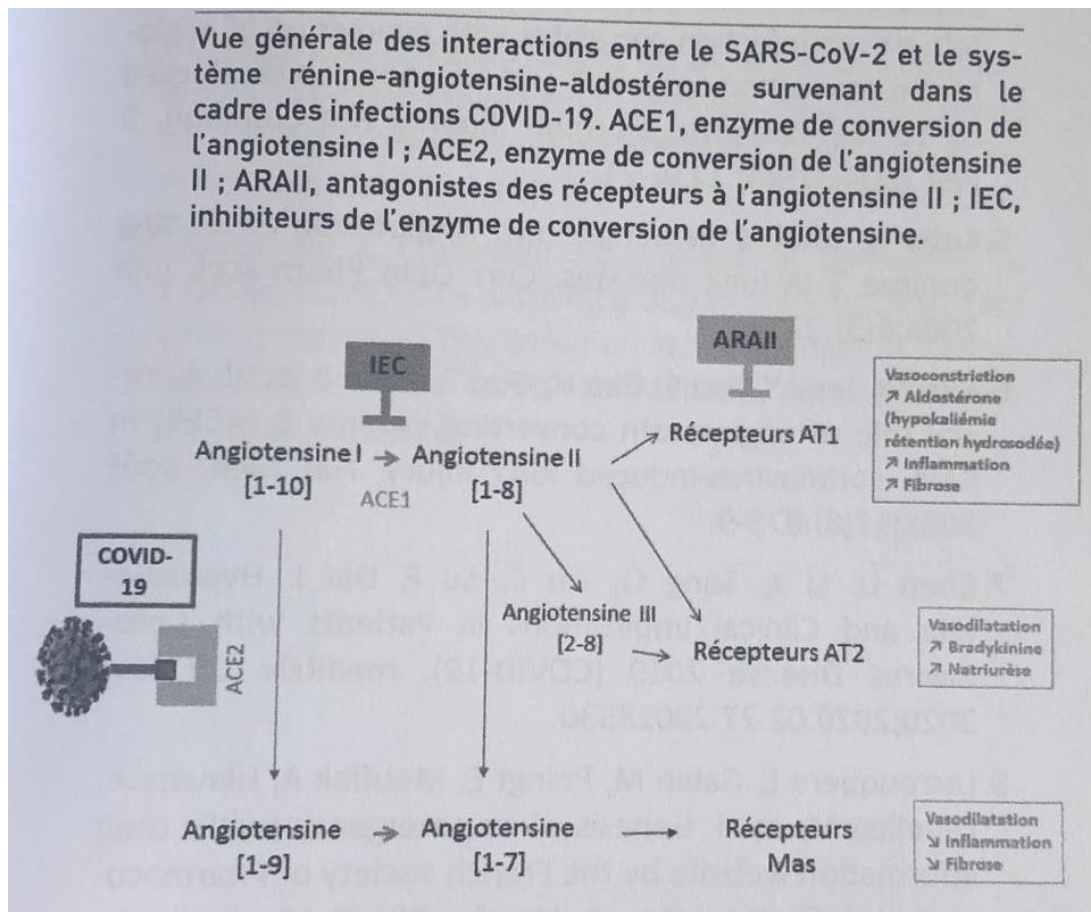 Vue générale des interactions entre le SARS-CoV-2 et le sys-
tème rénine-angiotensine-aldostérone survenant dans le
cadre des infections COVID-19. ACE1, enzyme de conversion de
l'angiotensine I ; ACE2, enzyme de conversion de l'angiotensine
II ; ARAII, antagonistes des récepteurs à l'angiotensine II ; IEC,
inhibiteurs de l'enzyme de conversion de l'angiotensine.
ARAII
IEC
Vasoconstriction
↗ Aldostérone
(hypokaliémie
rétention hydrosodée)
↗ Inflammation
↗ Fibrose
Récepteurs AT1
Angiotensine I → Angiotensine II
[1-10]
ACE1
[1-8]
COVID-
19
ACE2
Angiotensine III
[2-8]
Récepteurs AT2
Vasodilatation
↗ Bradykinine
↗ Natriurèse
Angiotensine → Angiotensine → Récepteurs
[1-9]
[1-7]
Mas
Vasodilatation
↘ Inflammation
↘ Fibrose